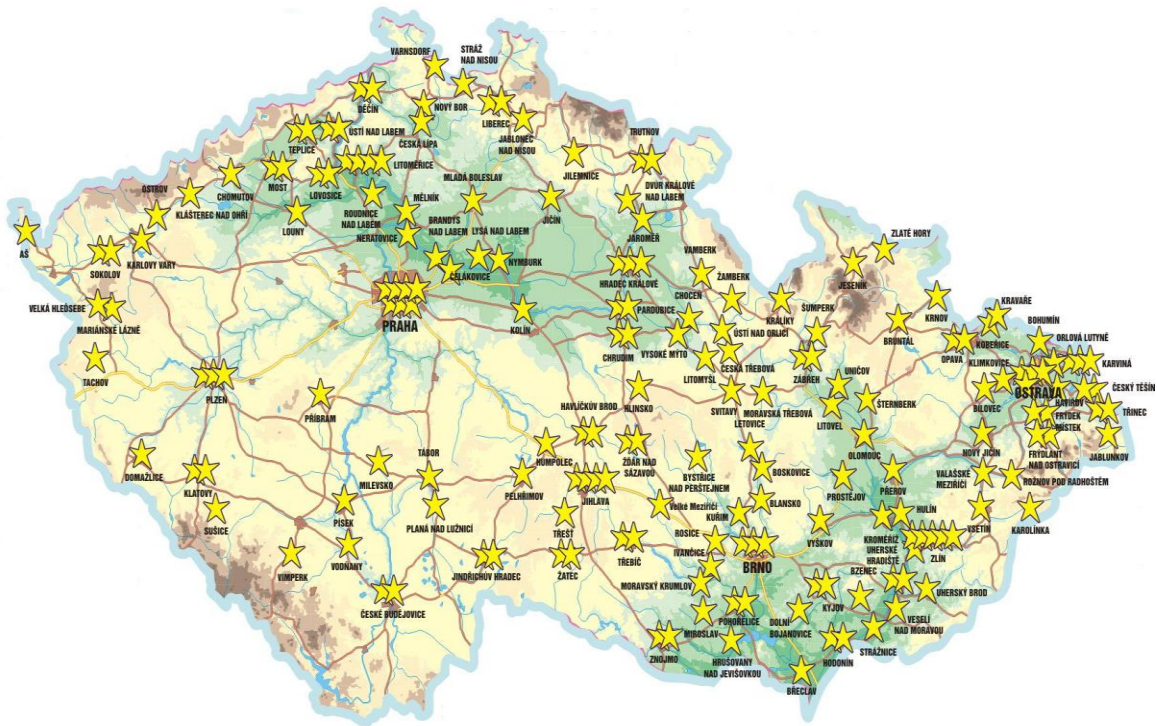 VARNSDORF
STRÁŽ
NAD NISOU
DĚČÍN
NOVÝ BOR
LIBEREC
ÚSTÍ NAD LABEM
TEPLICE
ČESKÁ LÍPA
JABLONEC
NAD NISOU
TRUTNOV
MOST
LITOMĚŘICE
LOVOSICE
JILEMNICE
MLADÁ BOLESLAV
OSTROV
CHOMUTOV
KLÁŠTEREC NAD OHŘÍ
DVŮR KRÁLOVÉ
NAD LABEM
MĚLNÍK
ROUDNICE
NAD LABEM
LOUNY
JIČÍN
BRANDÝS
NAD LABEM
NERATOVICE
JAROMĚŘ
LYSÁ NAD LABEM
AŠ
SOKOLOV
KARLOVY VARY
ČELÁKOVICE
NYMBURK
VAMBERK
ZLATÉ HORY
HRADEC KRÁLOVÉ
ŽAMBERK
JESENÍK
CHOCEŇ
VELKÁ HLEĎSEBE
MARIÁNSKÉ LÁZNĚ
PRAHA
KOLÍN
PARDUBICE
KRÁLÍKY
ŠUMPERK
KRNOV
KRAVAŘE
BOHUMÍN
ÚSTÍ NAD ORLICÍ
BRUNTÁL
KOBEŘICE
ORLOVÁ LUTYNĚ
CHRUDIM
VYSOKÉ MÝTO
OPAVA
KLIMKOVICE
KARVINÁ
TACHOV
PLZEŇ
LITOMYŠL
ČESKÁ TŘEBOVÁ
ZÁBŘEH
UNIČOV
OSTRAVA
ČESKÝ TĚŠÍN
PŘÍBRAM
HLINSKO
SVITAVY
MORAVSKÁ TŘEBOVÁ
ŠTERNBERK
BÍLOVEC
HAVÍŘOV
TŘINEC
HAVLÍČKŮV BROD
LETOVICE
LITOVEL
FRÝDEK
MÍSTEK
NOVÝ JIČÍN
FRÝDLANT
NAD OSTRAVICÍ
JABLUNKOV
HUMPOLEC
ŽĎÁR NAD
SÁZAVOU
OLOMOUC
DOMAŽLICE
KLATOVY
MILEVSKO
TÁBOR
PELHŘIMOV
BYSTŘICE
NAD PERŠTEJNEM
BOSKOVICE
PROSTĚJOV
PŘEROV
VALAŠSKÉ
MEZIŘÍČÍ
ROŽNOV POD RADHOŠTĚM
JIHLAVA
SUŠICE
PÍSEK
PLANÁ NAD LUŽNICÍ
Velké Meziříčí
KUŘIM
BLANSKO
HULÍN
VSETÍN
KAROLÍNKA
TŘEŠŤ
ROSICE
VYŠKOV
KROMĚŘÍŽ
UHERSKÉ
HRADIŠTĚ
ZLÍN
VIMPERK
VODŇANY
JINDŘICHŮV HRADEC
ŽATEC
TŘEBÍČ
IVANČICE
BRNO
BZENEC
MORAVSKÝ KRUMLOV
ČESKÉ BUDĚJOVICE
UHERSKÝ BROD
POHOŘELICE
KYJOV
MIROSLAV
DOLNÍ
BOJANOVICE
VESELÍ
NAD MORAVOU
STRÁŽNICE
ZNOJMO
HRUŠOVANY
NAD JEVIŠOVKOU
HODONÍN
BŘECLAV